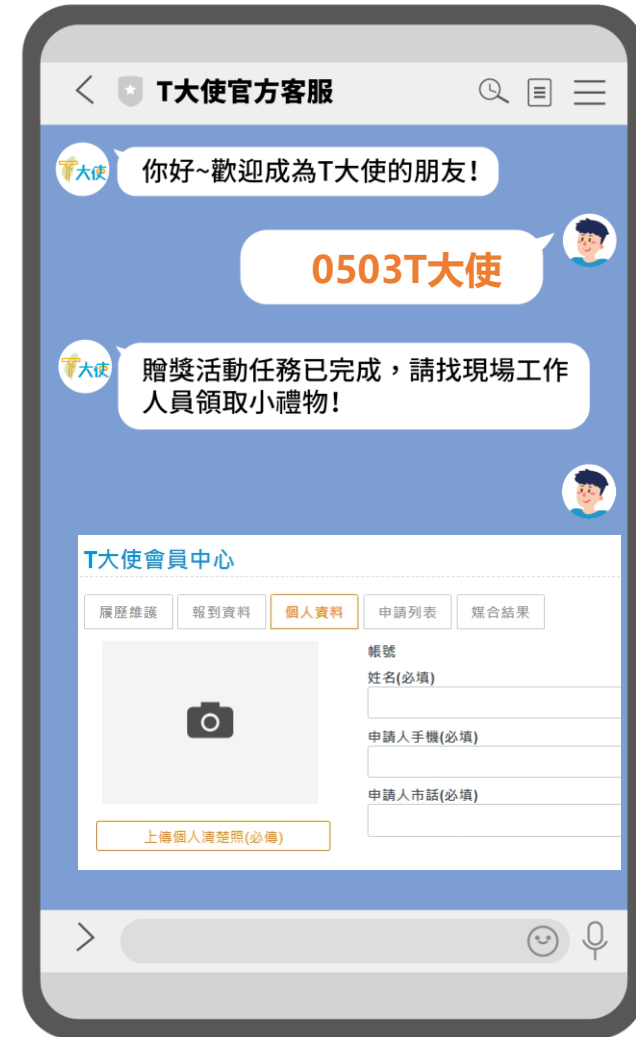 T大使官方客服
T大使
你好~歡迎成為T大使的朋友!
0503T大使
T大使
贈獎活動任務已完成，請找現場工作
人員領取小禮物!
T大使會員中心
履歷維護
報到資料
個人資料
申請列表
媒合結果
帳號
姓名(必填)
申請人手機(必填)
申請人市話(必填)
上傳個人清楚照(必傳)